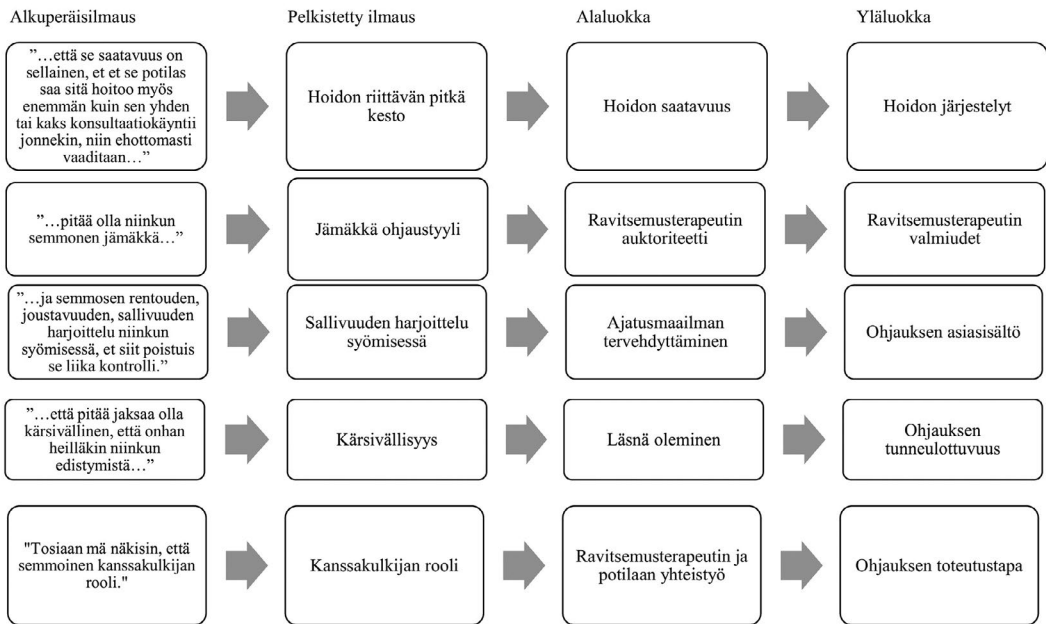 Alkuperäisilmaus
Pelkistetty ilmaus
Alaluokka
Yläluokka
”…että se saatavuus on
sellainen, et et se potilas
saa sitä hoitoo myös
enemmän kuin sen yhden
tai kaks konsultaatiokäyntii
jonnekin, niin ehottomasti
vaaditaan…”
Hoidon riittävän pitkä
kesto
Hoidon saatavuus
Hoidon järjestelyt
”…pitää olla niinkun
semmonen jämäkkä…”
Jämäkkä ohjaustyyli
Ravitsemusterapeutin
auktoriteetti
Ravitsemusterapeutin
valmiudet
”…ja semmosen rentouden,
joustavuuden, sallivuuden
harjoittelu niinkun
syömisessä, et siit poistuis
se liika kontrolli.”
Sallivuuden harjoittelu
syömisessä
Ajatusmaailman
tervehdyttäminen
Ohjauksen asiasisältö
”…että pitää jaksaa olla
kärsivällinen, että onhan
heilläkin niinkun
edistymistä…”
Kärsivällisyys
Läsnä oleminen
Ohjauksen
tunneulottuvuus
"Tosiaan mä näkisin, että
semmoinen kanssakulkijan
rooli."
Kanssakulkijan rooli
Ravitsemusterapeutin ja
potilaan yhteistyö
Ohjauksen toteutustapa